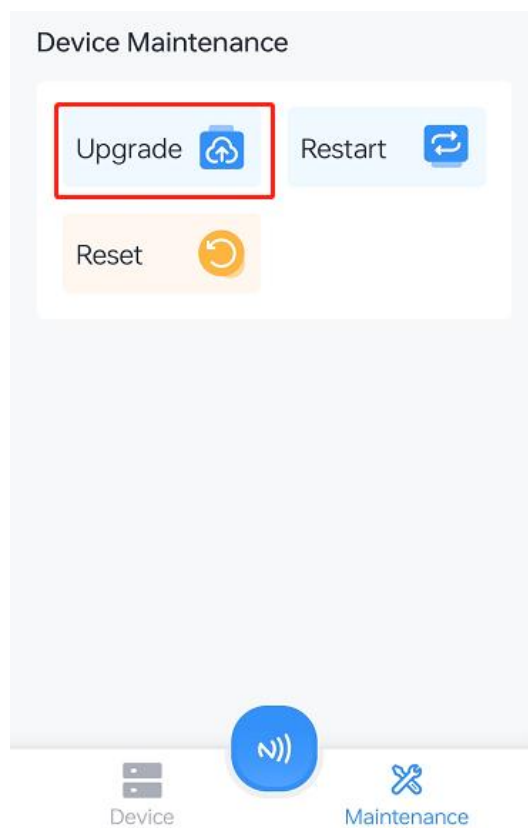 Device Maintenance
Upgrade
Restart
Reset
Device
Maintenance